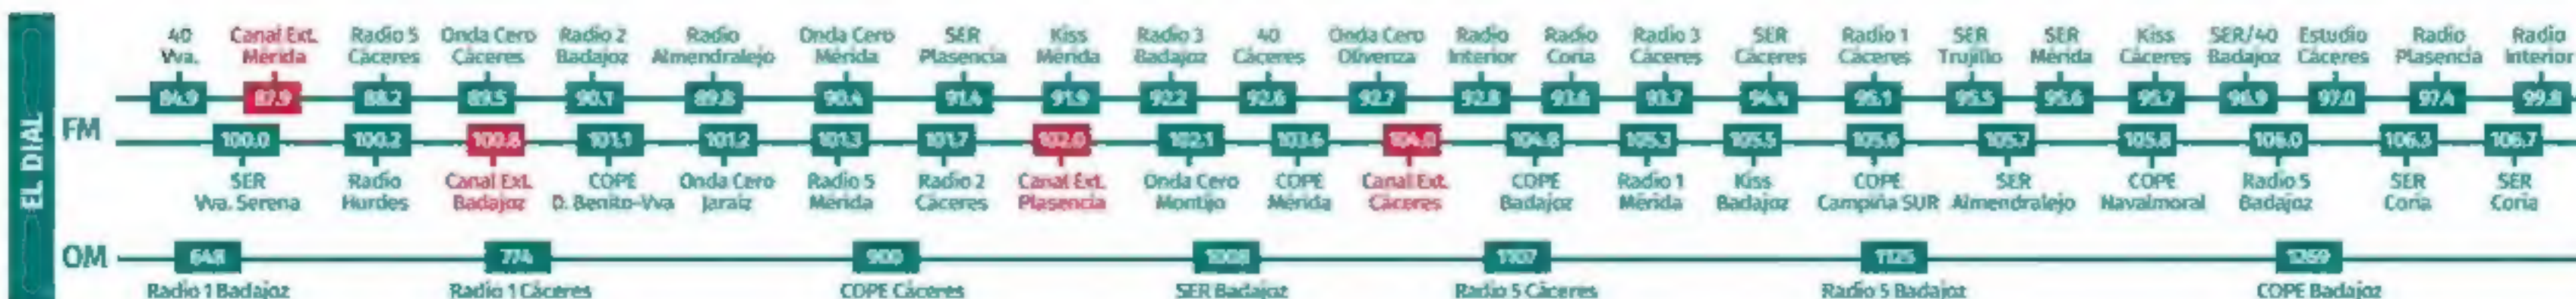 EL DIAL
FM
40 Vva.
Canal Ext. Mérida
Radio 5 Cáceres
Onda Cero Cáceres
Radio 2 Badajoz
Radio Almendralejo
Onda Cero Mérida
SER Plasencia
Kiss Mérida
Radio 3 Badajoz
40 Cáceres
Onda Cero Olivenza
Radio Interior
Radio Coria
Radio 3 Cáceres
SER Cáceres
Radio 1 Cáceres
SER Trujillo
SER Mérida
Kiss Cáceres
SER/40 Badajoz
Estudio Cáceres
Radio Plasencia
Radio Interior
84.9 87.9 88.2 89.5 90.1 89.8 90.4 91.4 91.9 92.2 92.6 92.7 92.8 93.6 93.7 94.4 95.1 95.5 95.6 95.7 96.9 97.0 97.4 99.8
100.0 100.2 100.8 101.1 101.2 101.3 101.7 102.0 102.1 103.6 104.0 104.8 105.3 105.5 105.6 105.7 105.8 106.0 106.3 106.7
SER Vva. Serena
Radio Hurdes
Canal Ext. Badajoz
COPE D. Benito-Vva
Onda Cero Jaraiz
Radio 5 Mérida
Radio 2 Cáceres
Canal Ext. Plasencia
Onda Cero Montijo
COPE Mérida
Canal Ext. Cáceres
COPE Badajoz
Radio 1 Mérida
Kiss Badajoz
COPE Campiña SUR
SER Almendralejo
COPE Navalmoral
Radio 5 Badajoz
SER Coria
SER Coria
OM
648 774 900 1008 1107 1125 1269
Radio 1 Badajoz
Radio 1 Cáceres
COPE Cáceres
SER Badajoz
Radio 5 Cáceres
Radio 5 Badajoz
COPE Badajoz